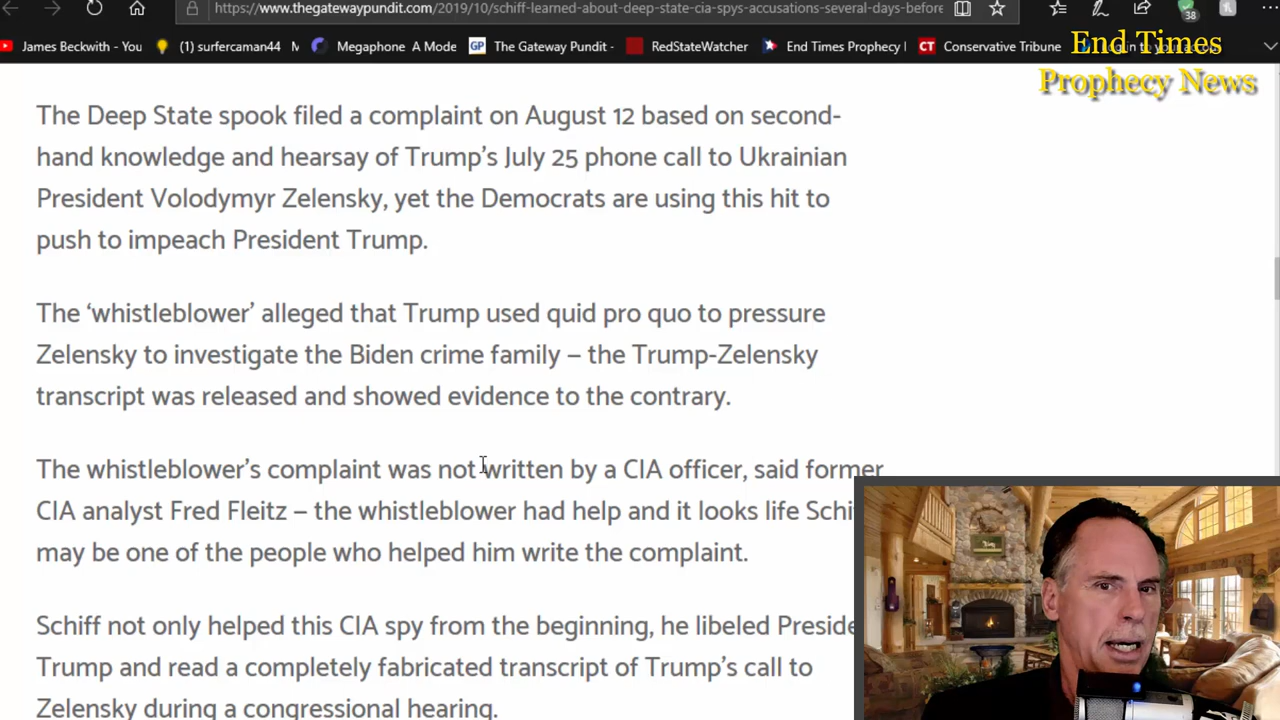 https://www.thegatewaypundit.com/2019/10/schiff-learned-about-deep-state-cia-spys-accusations-several-days-before
38
James Beckwith - You
(1) surfercaman44 M
Megaphone A Mode
GP The Gateway Pundit -
RedStateWatcher
End Times Prophecy |
CT Conservative Tribune
End Times
Prophecy News
The Deep State spook filed a complaint on August 12 based on second-
hand knowledge and hearsay of Trump's July 25 phone call to Ukrainian
President Volodymyr Zelensky, yet the Democrats are using this hit to
push to impeach President Trump.
The ‘whistleblower’ alleged that Trump used quid pro quo to pressure
Zelensky to investigate the Biden crime family – the Trump-Zelensky
transcript was released and showed evidence to the contrary.
The whistleblower's complaint was not written by a CIA officer, said former
CIA analyst Fred Fleitz – the whistleblower had help and it looks life Schi
may be one of the people who helped him write the complaint.
Schiff not only helped this CIA spy from the beginning, he libeled Preside
Trump and read a completely fabricated transcript of Trump's call to
Zelensky during a congressional hearing.